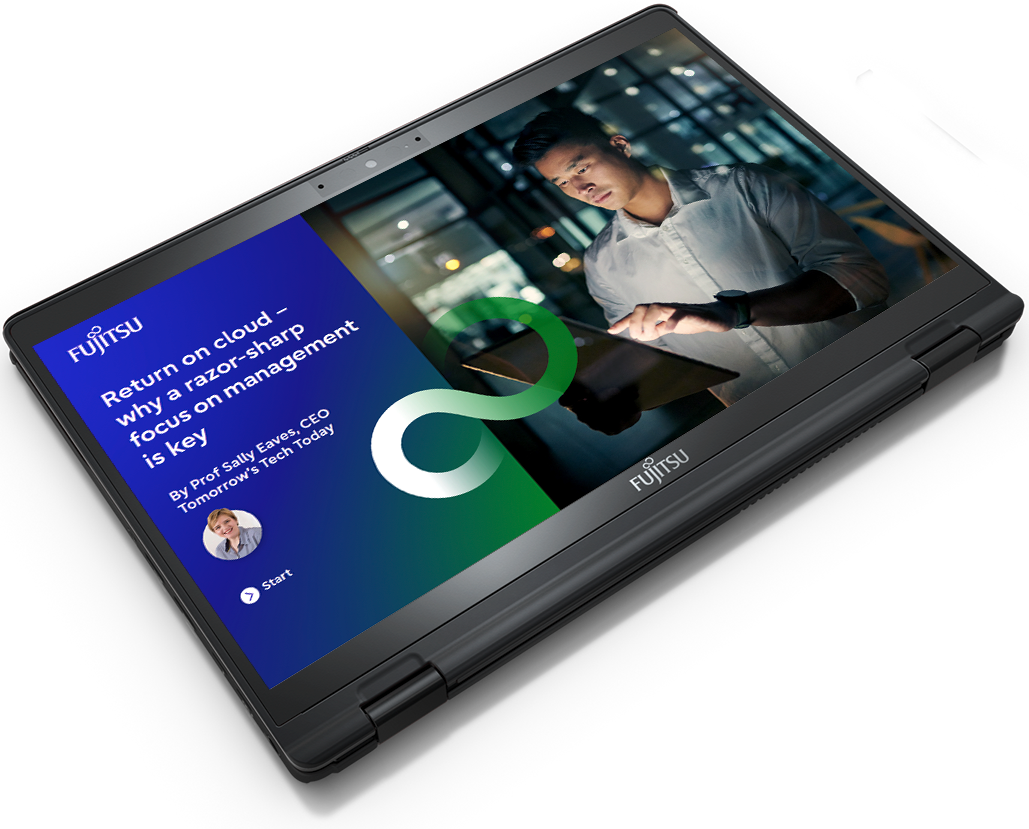 FUJITSU
Return on cloud –
why a razor-sharp
focus on management
is key
By Prof Sally Eaves, CEO
Tomorrow's Tech Today
Start
FUJITSU